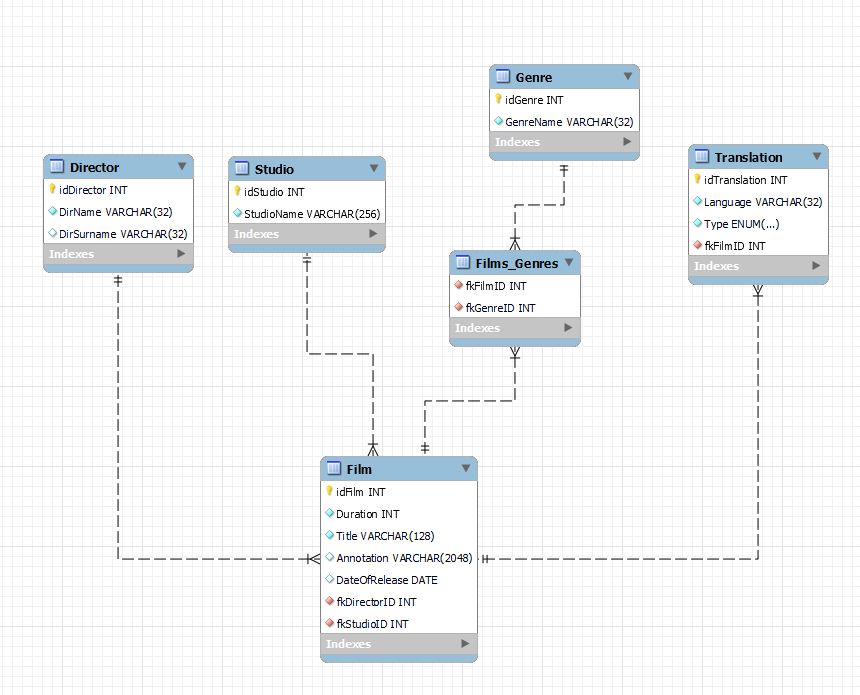 Genre
idGenre INT
GenreName VARCHAR(32)
Indexes
Director
idDirector INT
DirName VARCHAR(32)
DirSurname VARCHAR(32)
Indexes
Studio
idStudio INT
StudioName VARCHAR(256)
Indexes
Translation
idTranslation INT
Language VARCHAR(32)
Type ENUM(...)
fkFilmID INT
Indexes
Films_Genres
fkFilmID INT
fkGenreID INT
Indexes
Film
idFilm INT
Duration INT
Title VARCHAR(128)
Annotation VARCHAR(2048)
DateOfRelease DATE
fkDirectorID INT
fkStudioID INT
Indexes